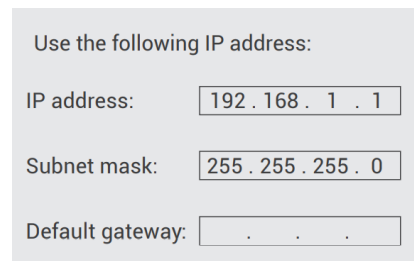 Use the following IP address:
IP address: 192 . 168 . 1 . 1
Subnet mask: 255 . 255 . 255 . 0
Default gateway: . . .